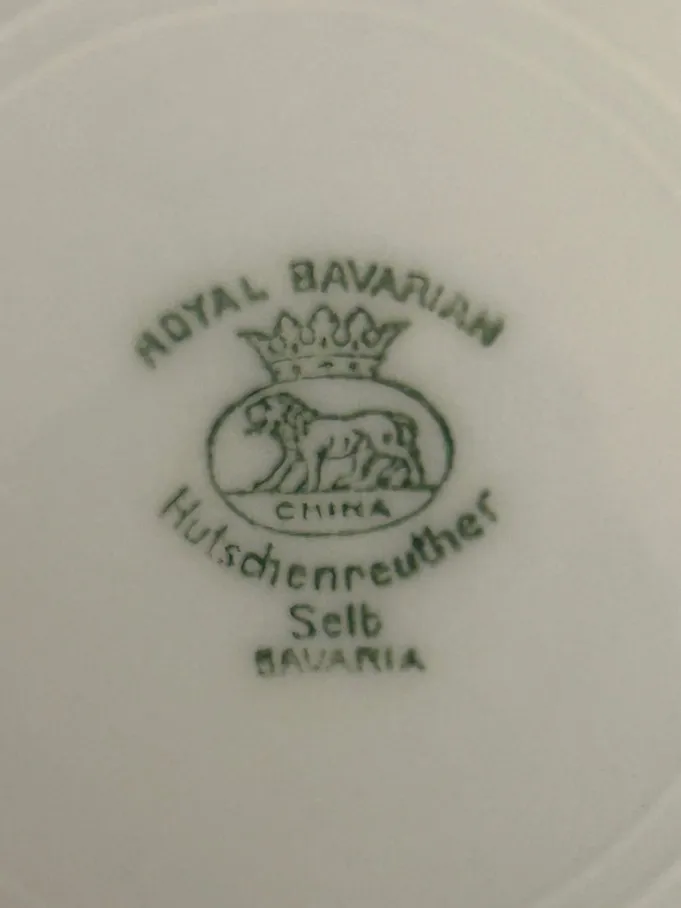 ROYAL BAVARIAN
CHINA
Hutschenreuther
Selb
BAVARIA